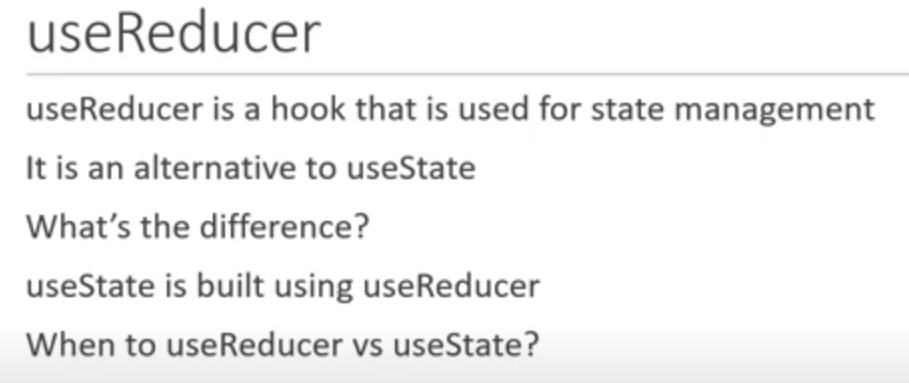 useReducer
useReducer is a hook that is used for state management
It is an alternative to useState
What’s the difference?
useState is built using useReducer
When to useReducer vs useState?